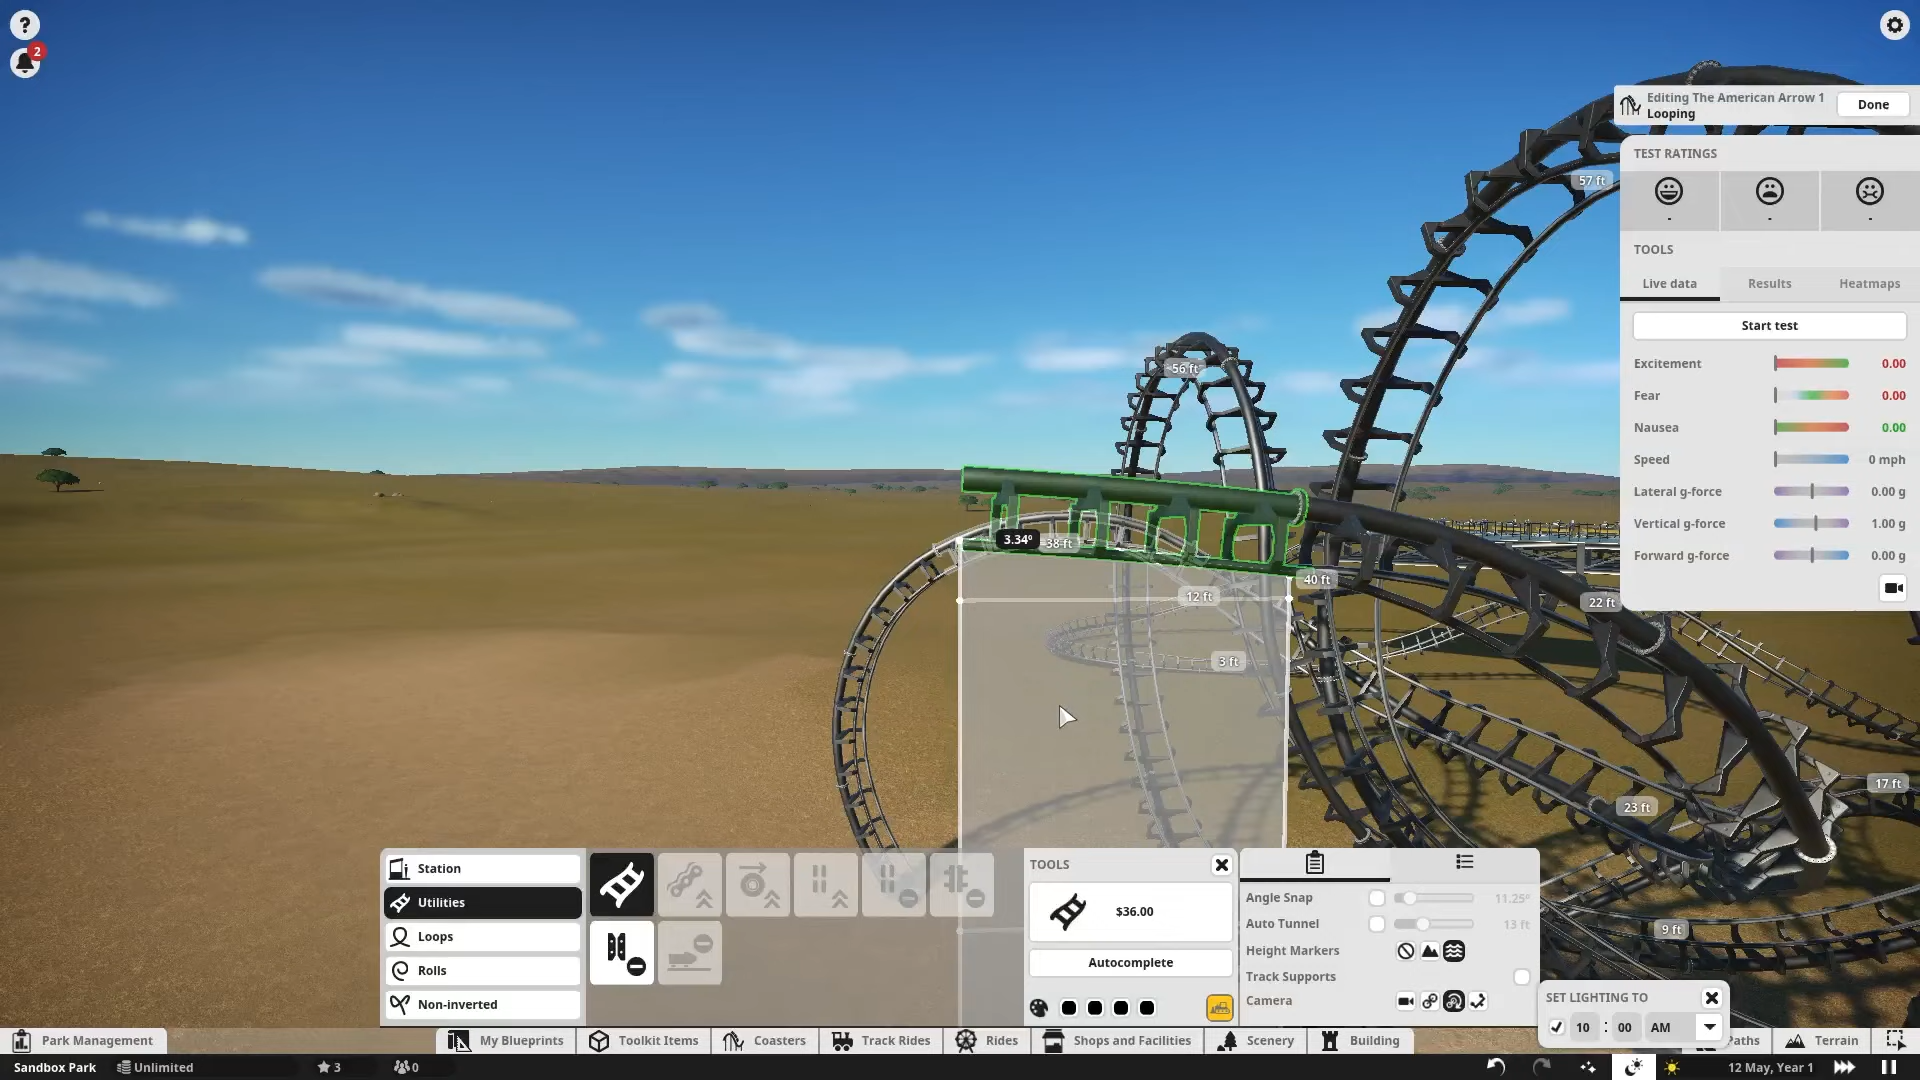 ?
2
Editing The American Arrow 1
Looping
Done
TEST RATINGS
- - -
TOOLS
Live data Results Heatmaps
Start test
Excitement 0.00
Fear 0.00
Nausea 0.00
Speed 0 mph
Lateral g-force 0.00 g
Vertical g-force 1.00 g
Forward g-force 0.00 g
57 ft
56 ft
3.34°
38 ft
40 ft
12 ft
22 ft
3 ft
17 ft
23 ft
9 ft
Station
Utilities
Loops
Rolls
Non-inverted
TOOLS
$36.00
Autocomplete
Angle Snap 11.25°
Auto Tunnel 13 ft
Height Markers
Track Supports
Camera
SET LIGHTING TO
10 : 00 AM
Park Management
My Blueprints
Toolkit Items
Coasters
Track Rides
Rides
Shops and Facilities
Scenery
Building
Paths
Terrain
Sandbox Park
Unlimited
3
0
12 May, Year 1